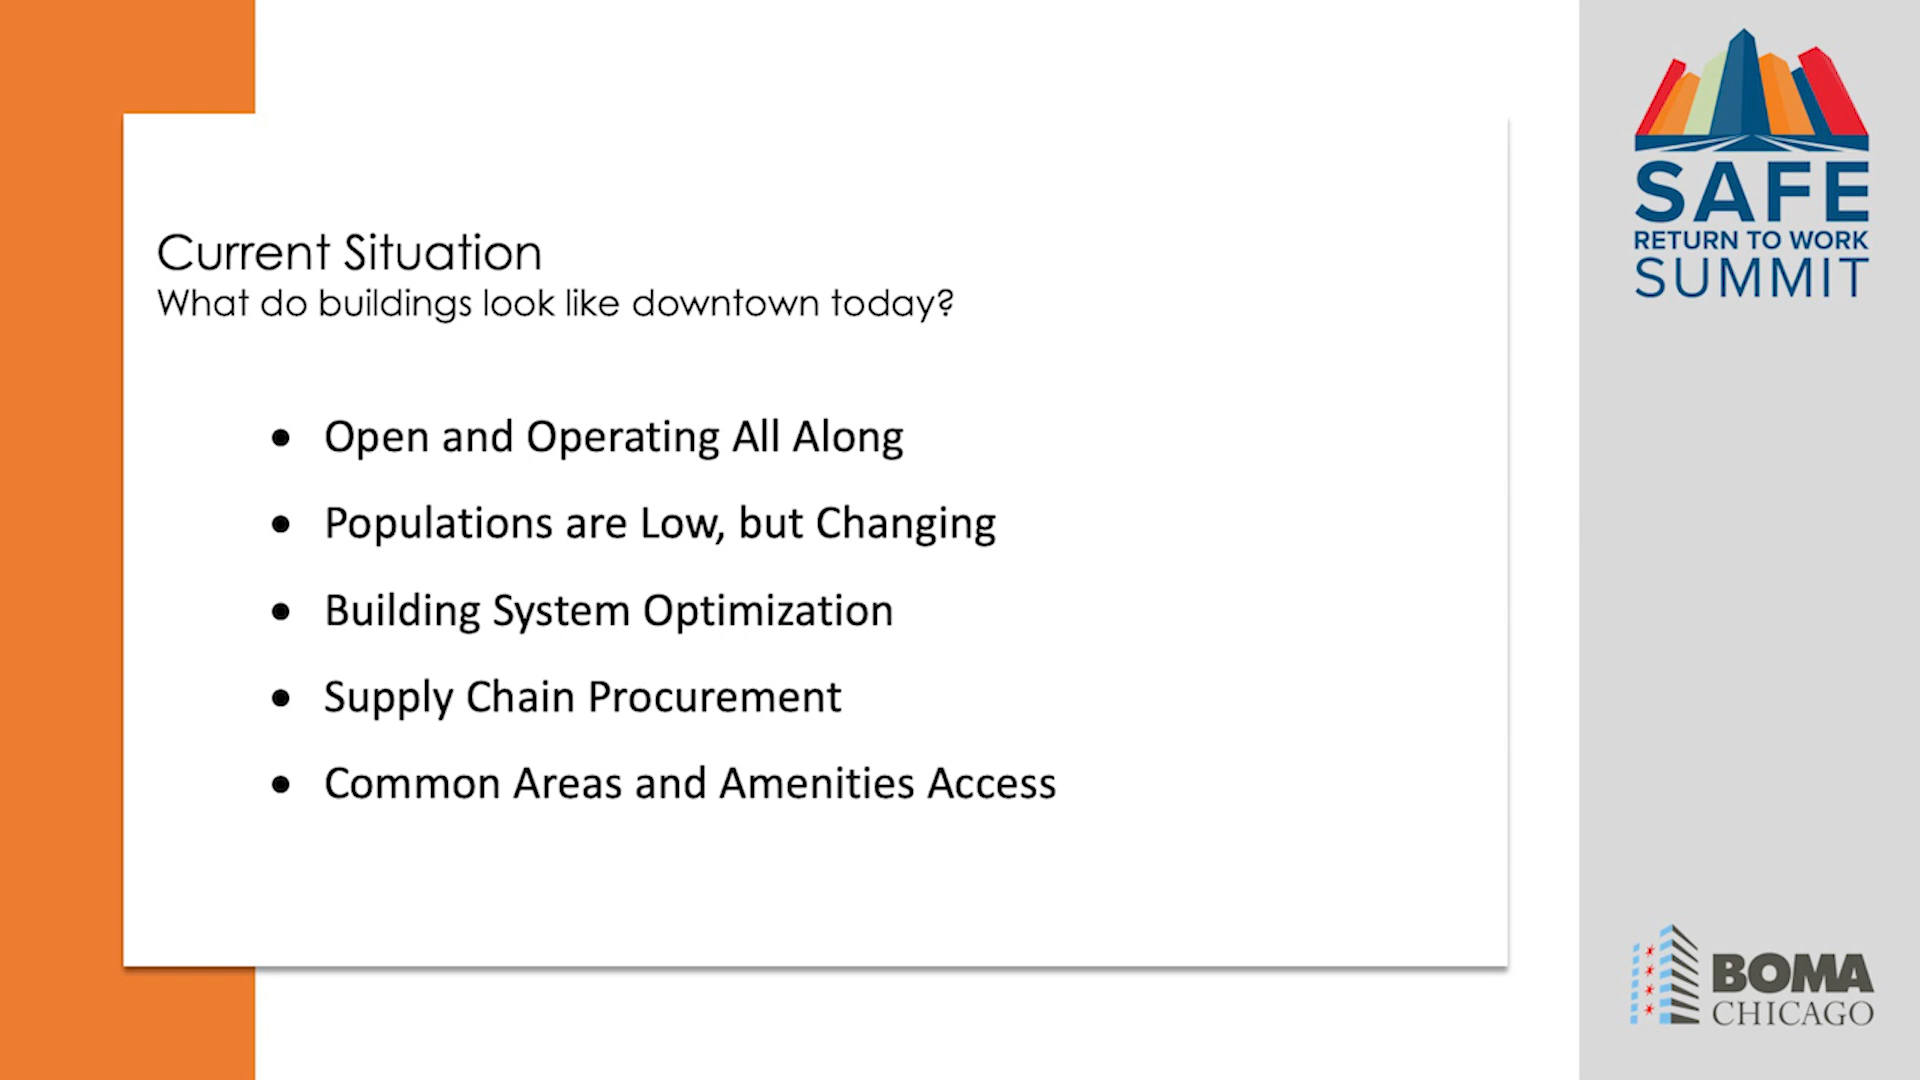 Current Situation
What do buildings look like downtown today?
• Open and Operating All Along
• Populations are Low, but Changing
• Building System Optimization
• Supply Chain Procurement
• Common Areas and Amenities Access
SAFE
RETURN TO WORK
SUMMIT
BOMA
CHICAGO